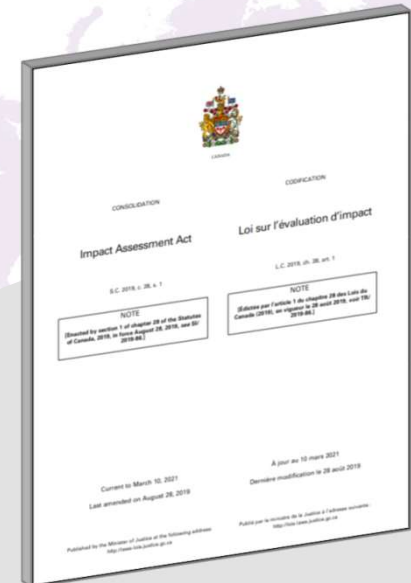 CANADA
CONSOLIDATION
Impact Assessment Act
S.C. 2019, c. 28, s. 1
NOTE
[Enacted by section 1 of chapter 28 of the Statutes
of Canada, 2019, in force August 28, 2019, see SI/
2019-86.]
Current to March 10, 2021
Last amended on August 28, 2019
Published by the Minister of Justice at the following address:
http://laws-lois.justice.gc.ca
CODIFICATION
Loi sur l'évaluation d'impact
L.C. 2019, ch. 28, art. 1
NOTE
[Édictée par l'article 1 du chapitre 28 des Lois du
Canada (2019), en vigueur le 28 août 2019, voir TR/
2019-86.]
À jour au 10 mars 2021
Dernière modification le 28 août 2019
Publié par le ministre de la Justice à l'adresse suivante :
http://lois-laws.justice.gc.ca